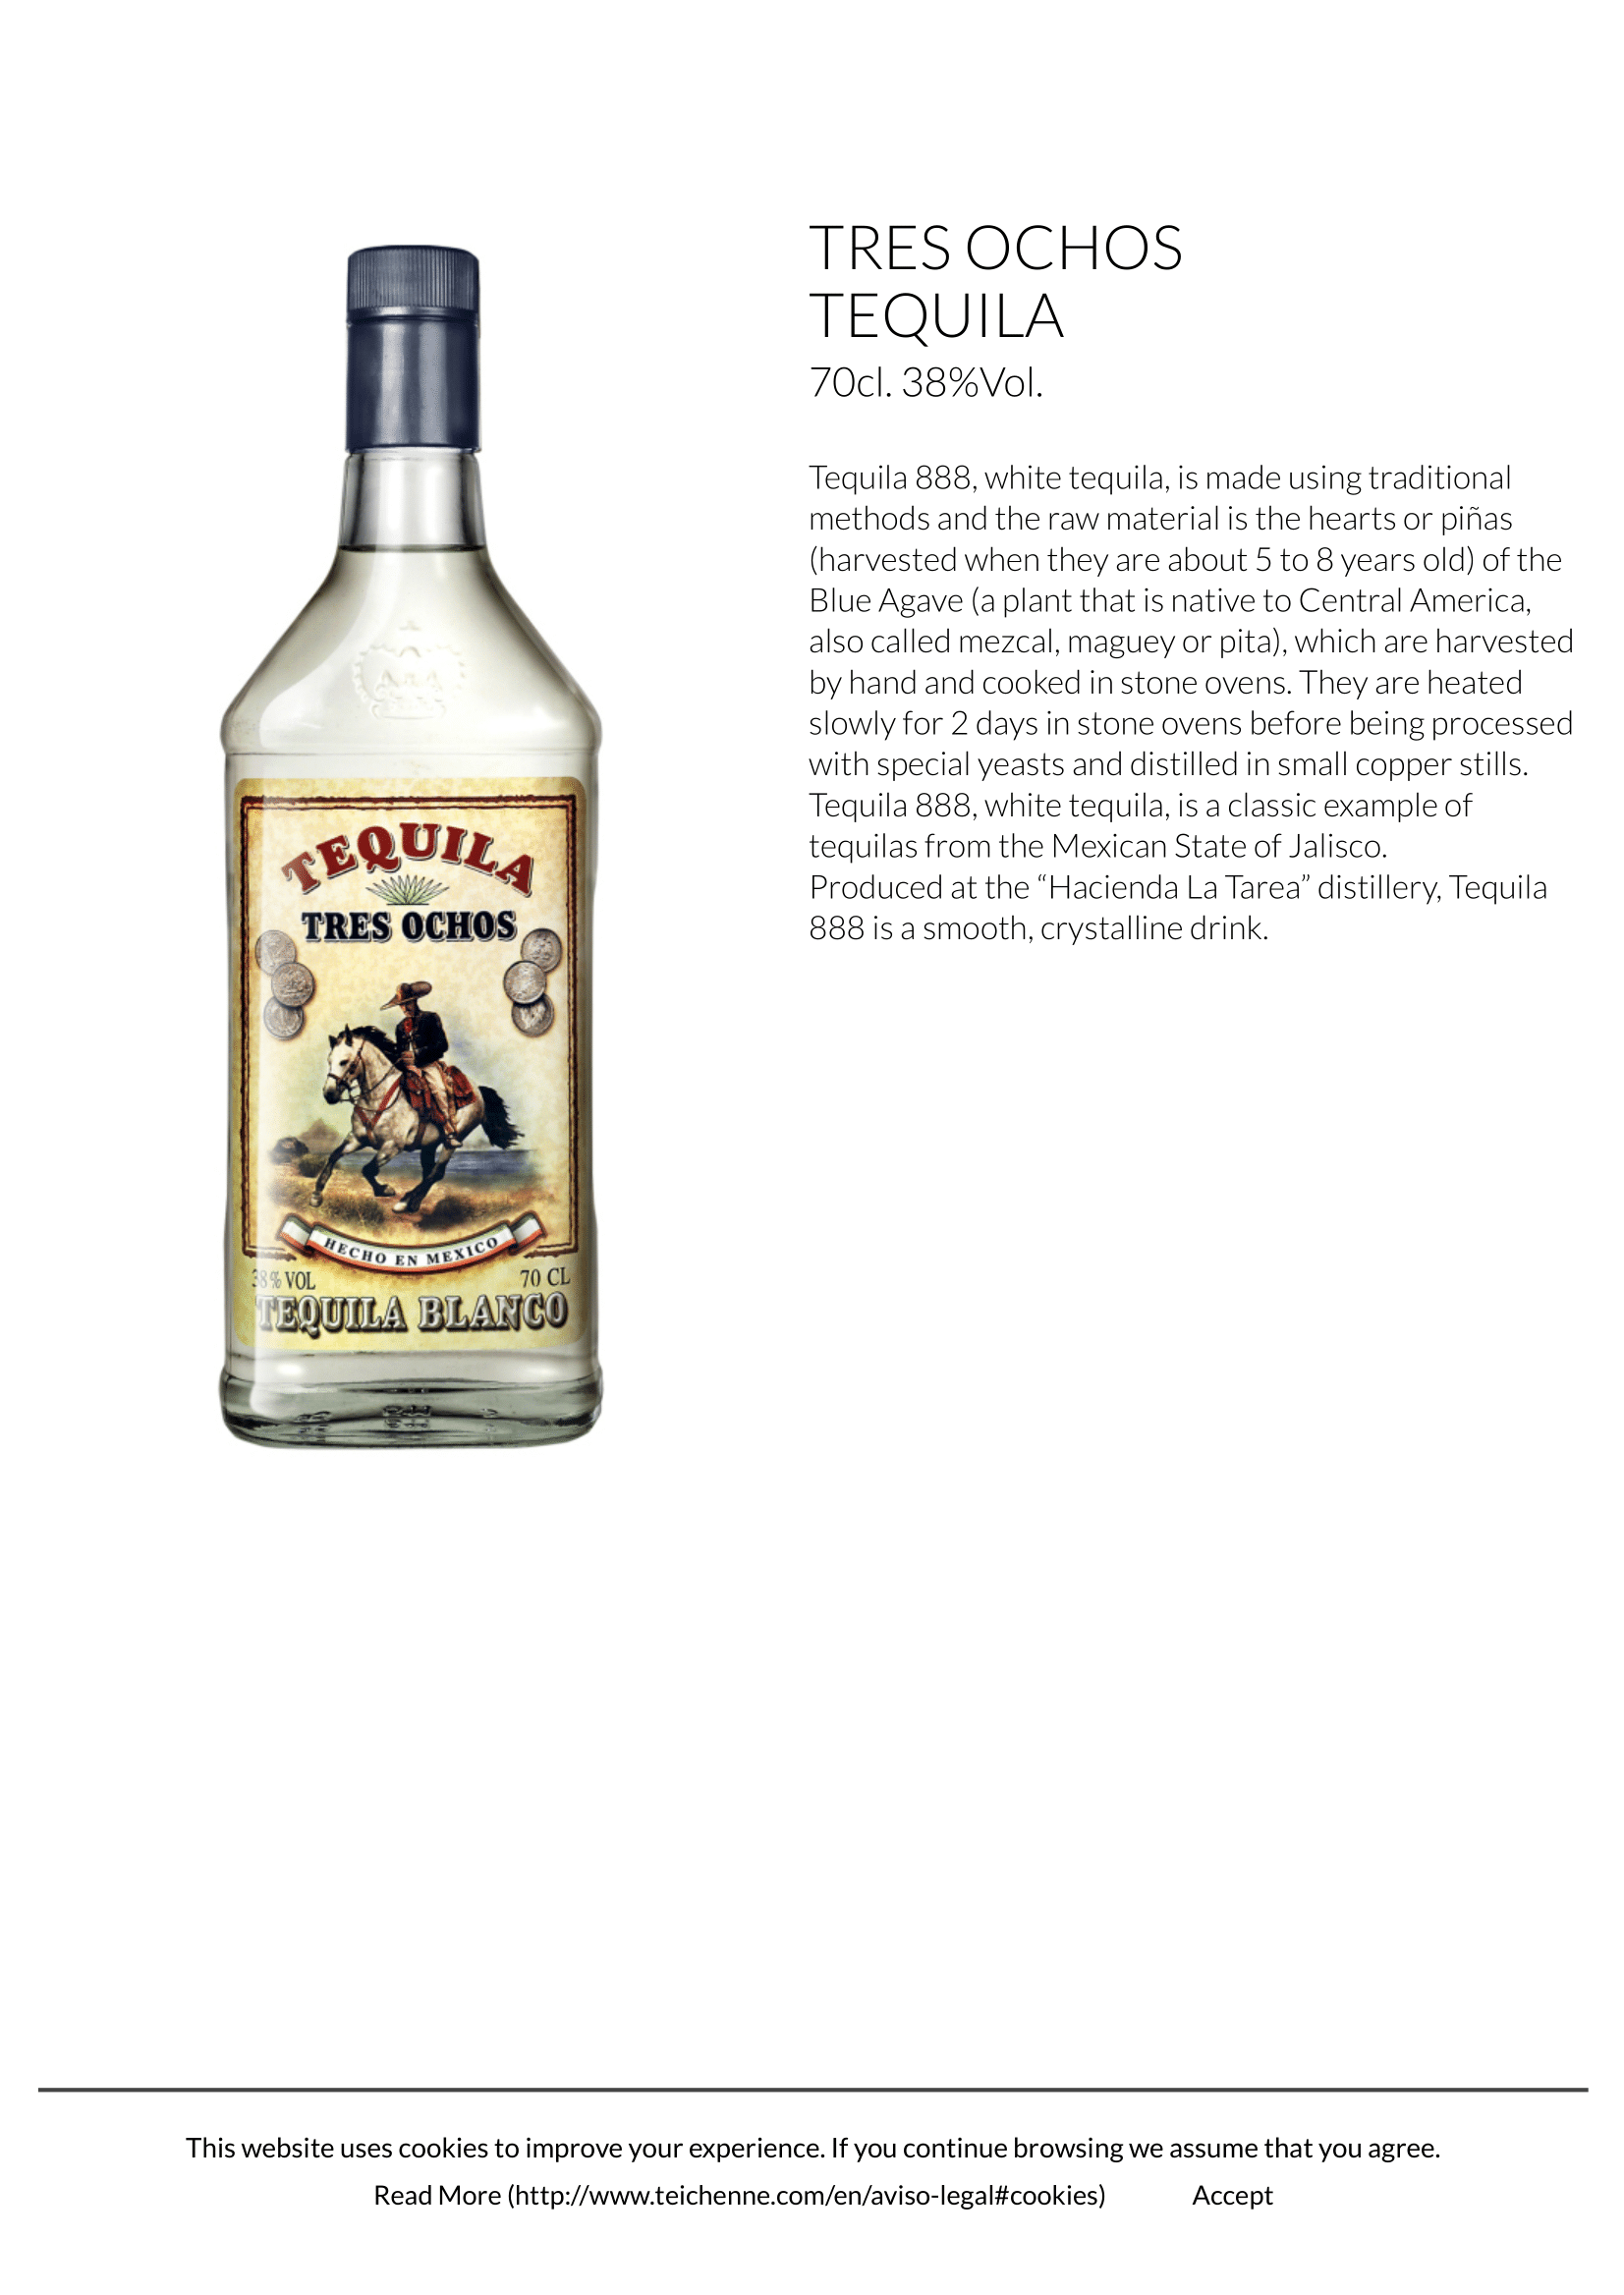 TRES OCHOS
TEQUILA
70cl. 38%Vol.
Tequila 888, white tequila, is made using traditional
methods and the raw material is the hearts or piñas
(harvested when they are about 5 to 8 years old) of the
Blue Agave (a plant that is native to Central America,
also called mezcal, maguey or pita), which are harvested
by hand and cooked in stone ovens. They are heated
slowly for 2 days in stone ovens before being processed
with special yeasts and distilled in small copper stills.
Tequila 888, white tequila, is a classic example of
tequilas from the Mexican State of Jalisco.
Produced at the “Hacienda La Tarea” distillery, Tequila
888 is a smooth, crystalline drink.
TEQUILA
TRES OCHOS
HECHO EN MEXICO
38% VOL 70 CL
TEQUILA BLANCO
This website uses cookies to improve your experience. If you continue browsing we assume that you agree.
Read More (http://www.teichenne.com/en/aviso-legal#cookies) Accept